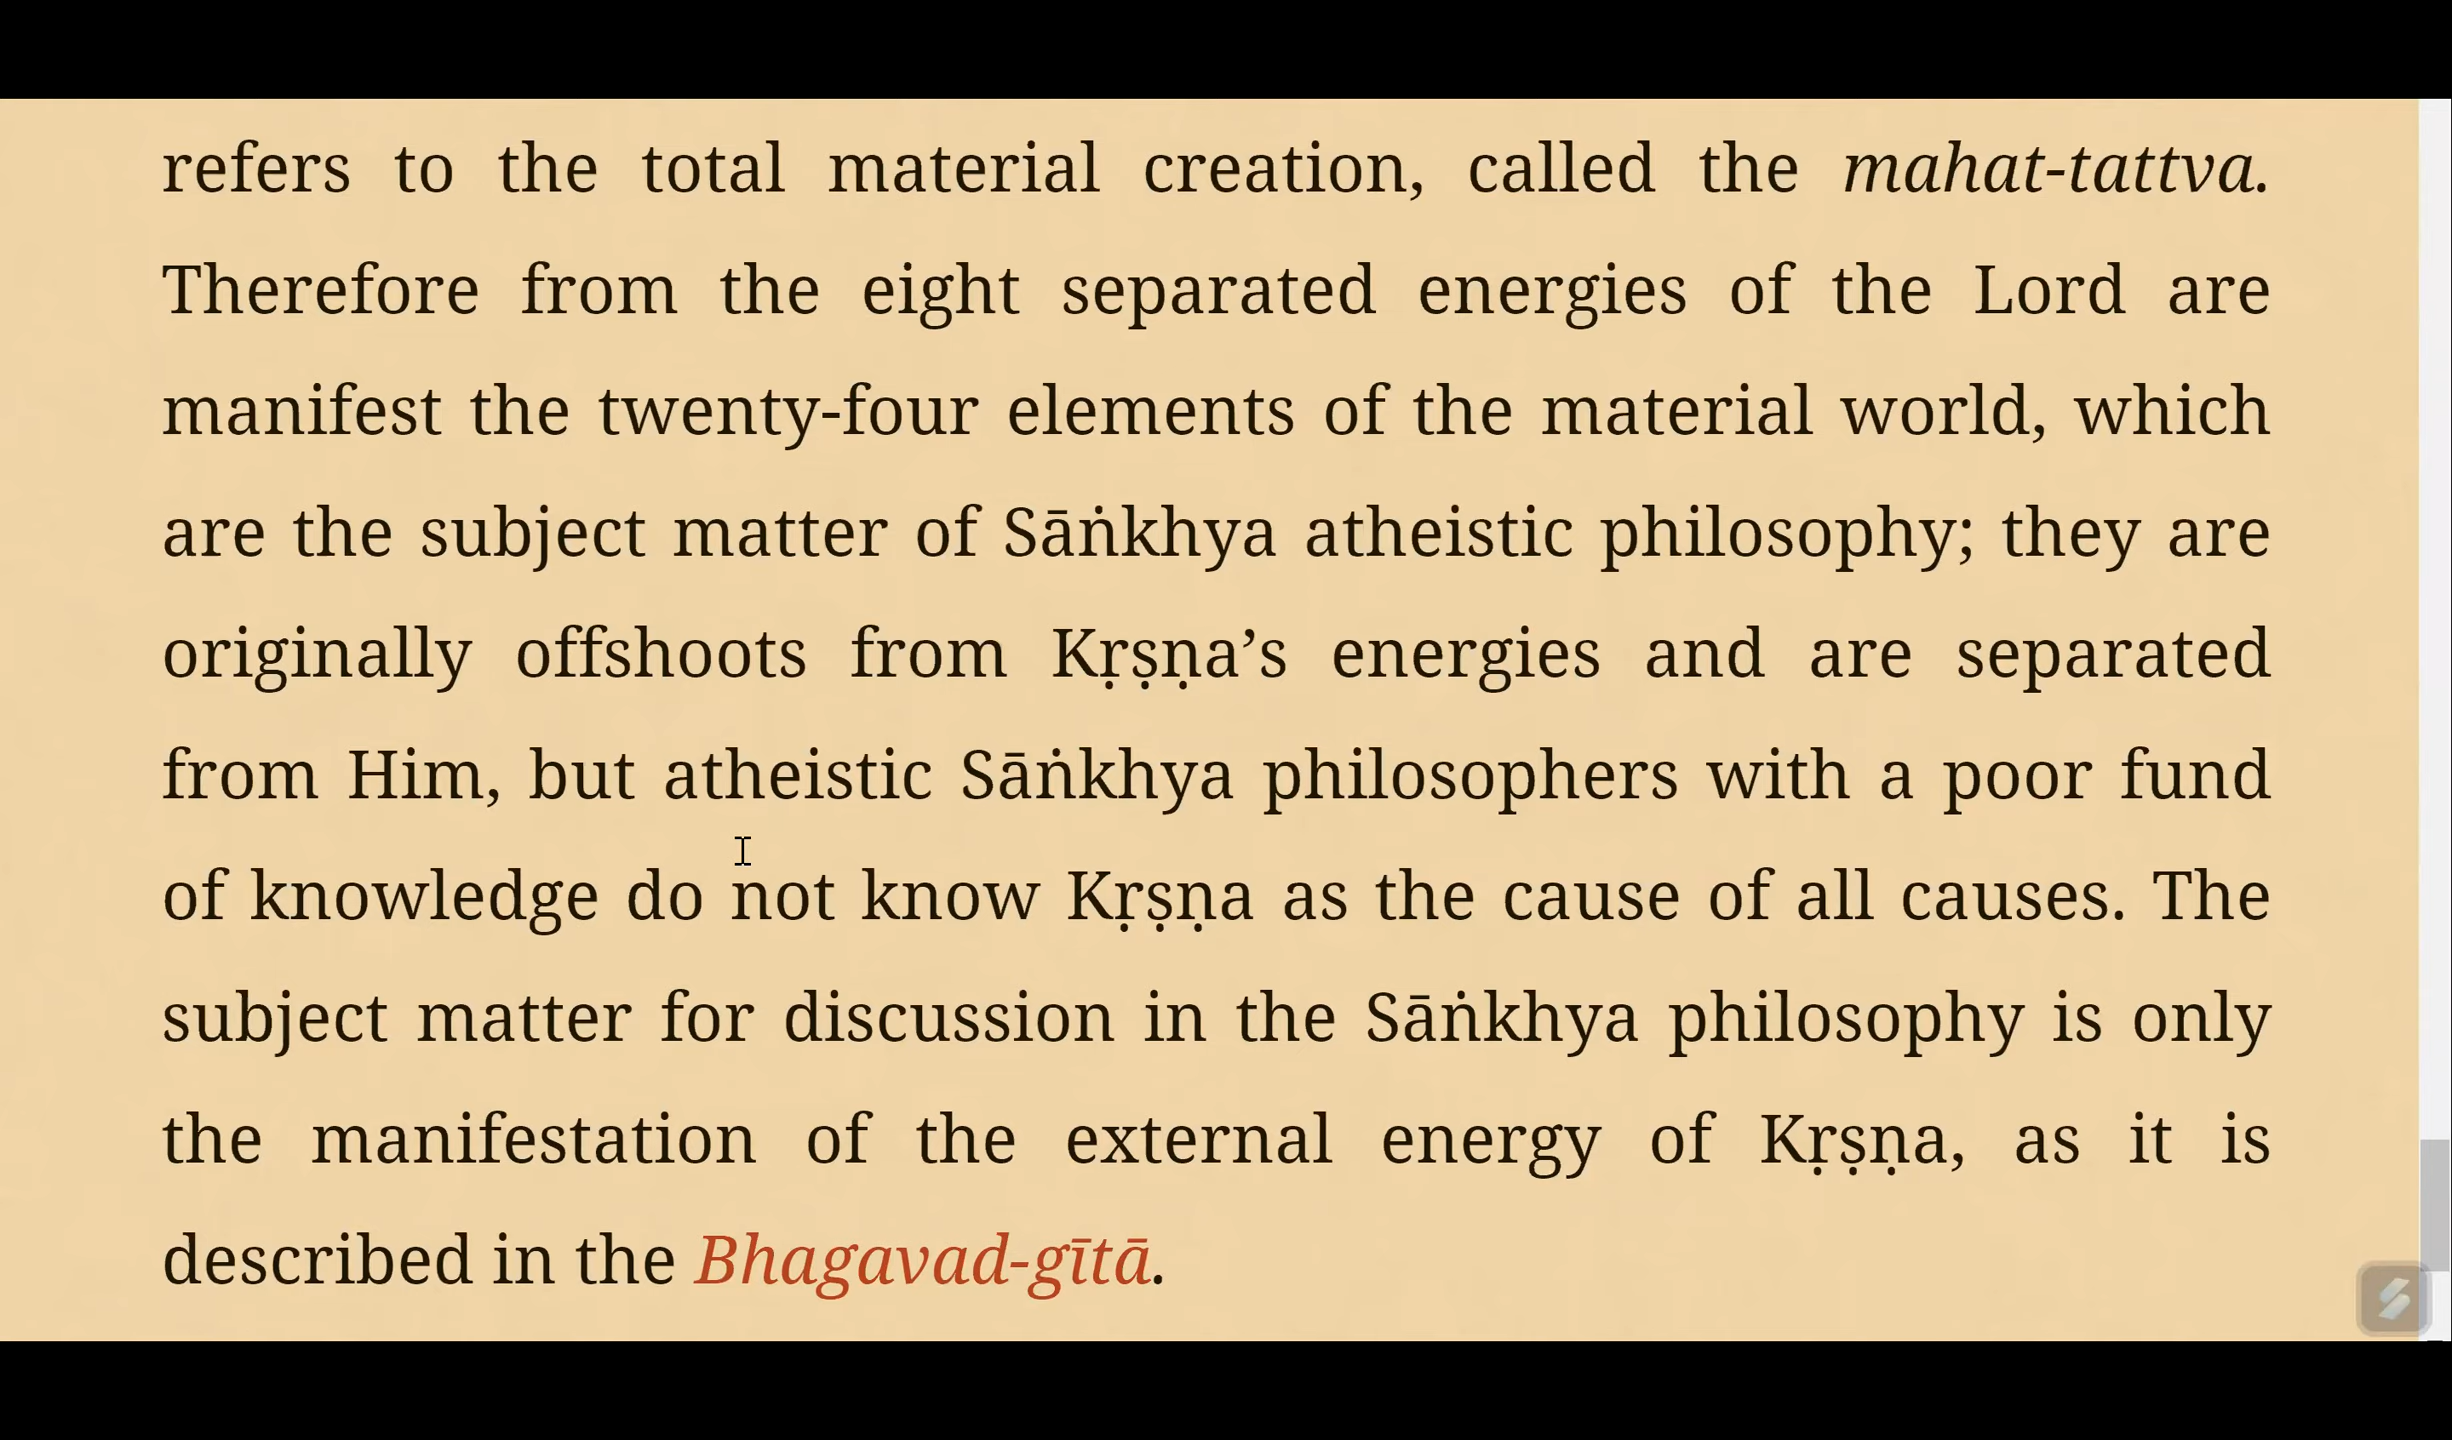 refers to the total material creation, called the mahat-tattva.
Therefore from the eight separated energies of the Lord are
manifest the twenty-four elements of the material world, which
are the subject matter of Sāṅkhya atheistic philosophy; they are
originally offshoots from Kṛṣṇa’s energies and are separated
from Him, but atheistic Sāṅkhya philosophers with a poor fund
of knowledge do not know Kṛṣṇa as the cause of all causes. The
subject matter for discussion in the Sāṅkhya philosophy is only
the manifestation of the external energy of Kṛṣṇa, as it is
described in the Bhagavad-gītā.